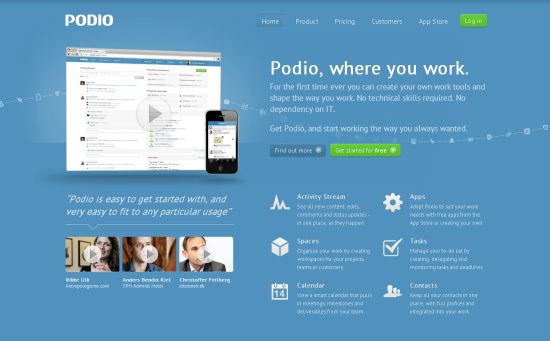 PODIO
Home
Product
Pricing
Customers
App Store
Log in
Podio, where you work.
For the first time ever you can create your own work tools and
shape the way you work. No technical skills required. No
dependency on IT.
Get Podio, and start working the way you always wanted.
Find out more
Get started for free
"Podio is easy to get started with, and
very easy to fit to any particular usage"
Rikke Ulk
Antropologerne.com
Anders Bendix Kiel
CPH Admiral Hotel
Christoffer Feilberg
Jobzonen.dk
Activity Stream
See all new content, edits,
comments and status updates -
in one place, as they happen.
Apps
Adapt Podio to suit your work
needs with free apps from the
App Store or creating your own
Spaces
Organize your work by creating
workspaces for your projects,
teams or customers.
Tasks
Manage your to-do list by
creating, delegating and
monitoring tasks and deadlines.
Calendar
14
View a smart calendar that pulls
in meetings, milestones and
deliverables from your team
Contacts
Keep all your contacts in one
place, with full profiles and
integrated into your work